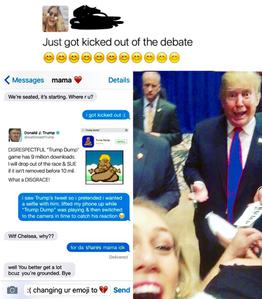 Just got kicked out of the debate
Messages
mama
Details
We're seated, it's starting. Where r u?
i got kicked out :(
Donald J. Trump
DISRESPECTFUL "Trump Dump"
game has 9 million downloads.
I will drop out of the race & SUE
if it isn't removed before 10 mil.
What a DISGRACE!
i saw Trump's tweet so i pretended i wanted
a selfie with him, lifted my phone up while
"Trump Dump" was playing & then switched
to the camera in time to catch his reaction
Wtf Chelsea, why??
for da shares mama idk
Delivered
well You better get a lot
bcuz you're grounded. Bye
:( changing ur emoji to
Send